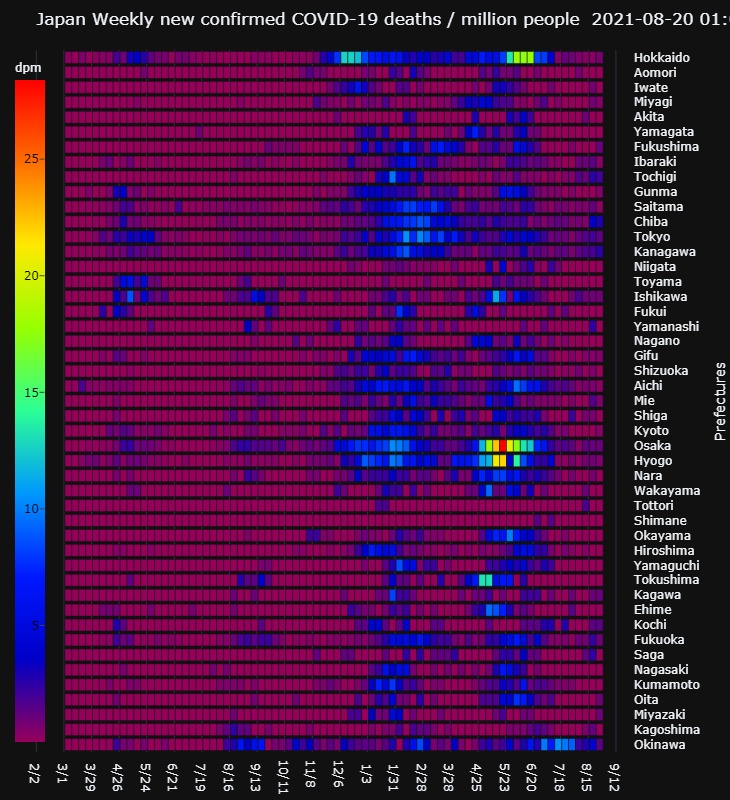 Japan Weekly new confirmed COVID-19 deaths / million people 2021-08-20 01:
dpm
25
20
15
10
5
Hokkaido
Aomori
Iwate
Miyagi
Akita
Yamagata
Fukushima
Ibaraki
Tochigi
Gunma
Saitama
Chiba
Tokyo
Kanagawa
Niigata
Toyama
Ishikawa
Fukui
Yamanashi
Nagano
Gifu
Shizuoka
Aichi
Mie
Shiga
Kyoto
Osaka
Hyogo
Nara
Wakayama
Tottori
Shimane
Okayama
Hiroshima
Yamaguchi
Tokushima
Kagawa
Ehime
Kochi
Fukuoka
Saga
Nagasaki
Kumamoto
Oita
Miyazaki
Kagoshima
Okinawa
Prefectures
2/2
3/1
3/29
4/26
5/24
6/21
7/19
8/16
9/13
10/11
11/8
12/6
1/3
1/31
2/28
3/28
4/25
5/23
6/20
7/18
8/15
9/12